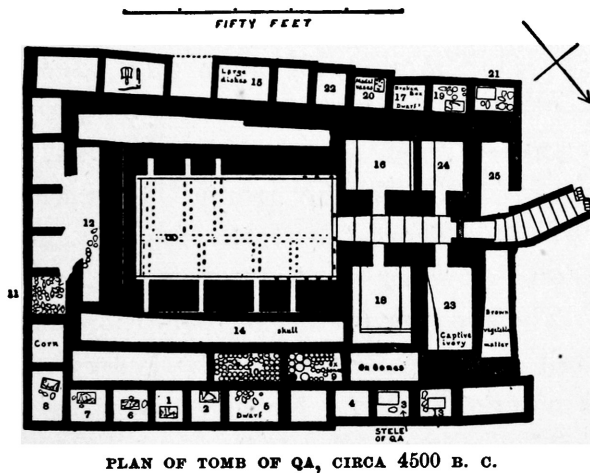 FIFTY FEET
21
Large
dishes 15
22
Model
vases
20
Broken
Box
17
Dwarf
19
16
24
25
12
11
18
23
Captive
ivory
Brown
vegetable
matter
14 skull
Corn
9
Ox bones
8
7
6
1
2
5
Dwarf
4
3
13
STELE
OF QA
PLAN OF TOMB OF QA, CIRCA 4500 B. C.